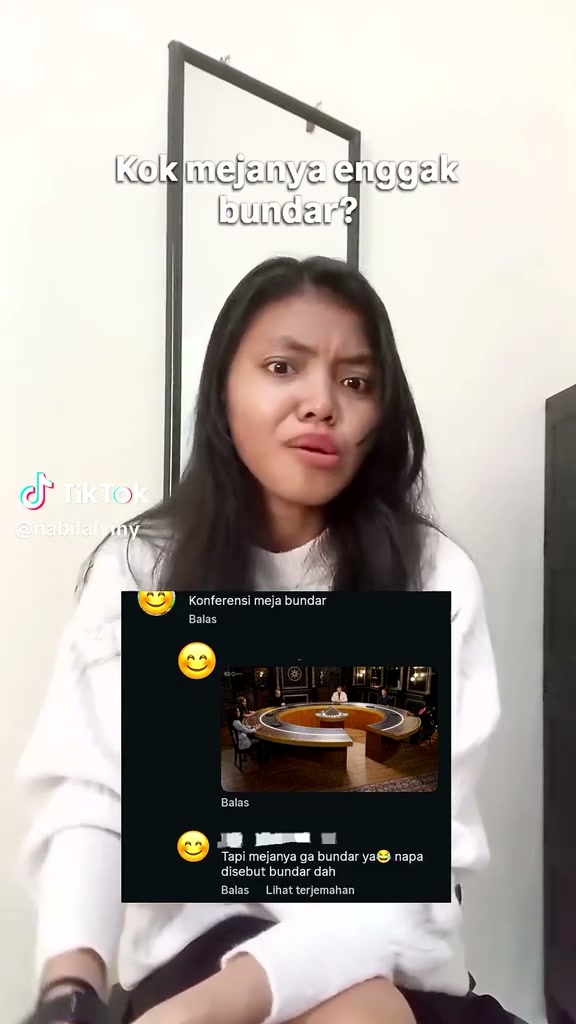 Kok mejanya enggak
bundar?
TikTok
@nabilalviny
Konferensi meja bundar
Balas
Balas
Tapi mejanya ga bundar ya😂 napa
disebut bundar dah
Balas Lihat terjemahan